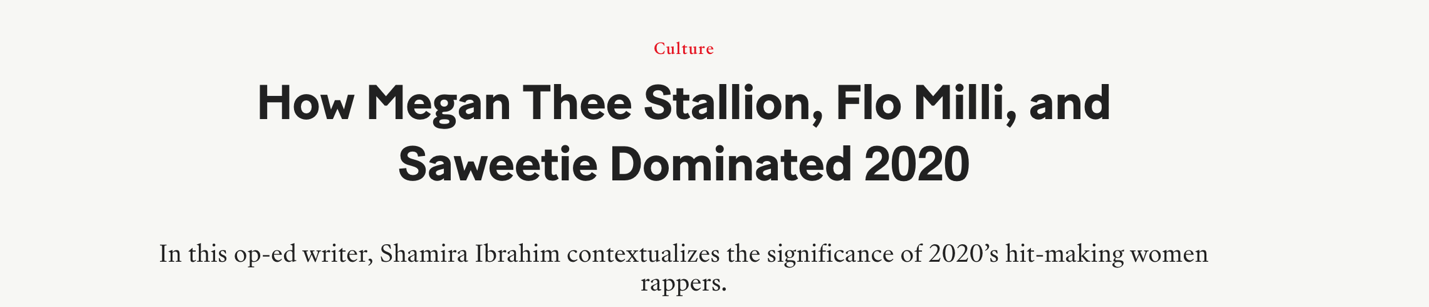 Culture
How Megan Thee Stallion, Flo Milli, and
Saweetie Dominated 2020
In this op-ed writer, Shamira Ibrahim contextualizes the significance of 2020’s hit-making women
rappers.